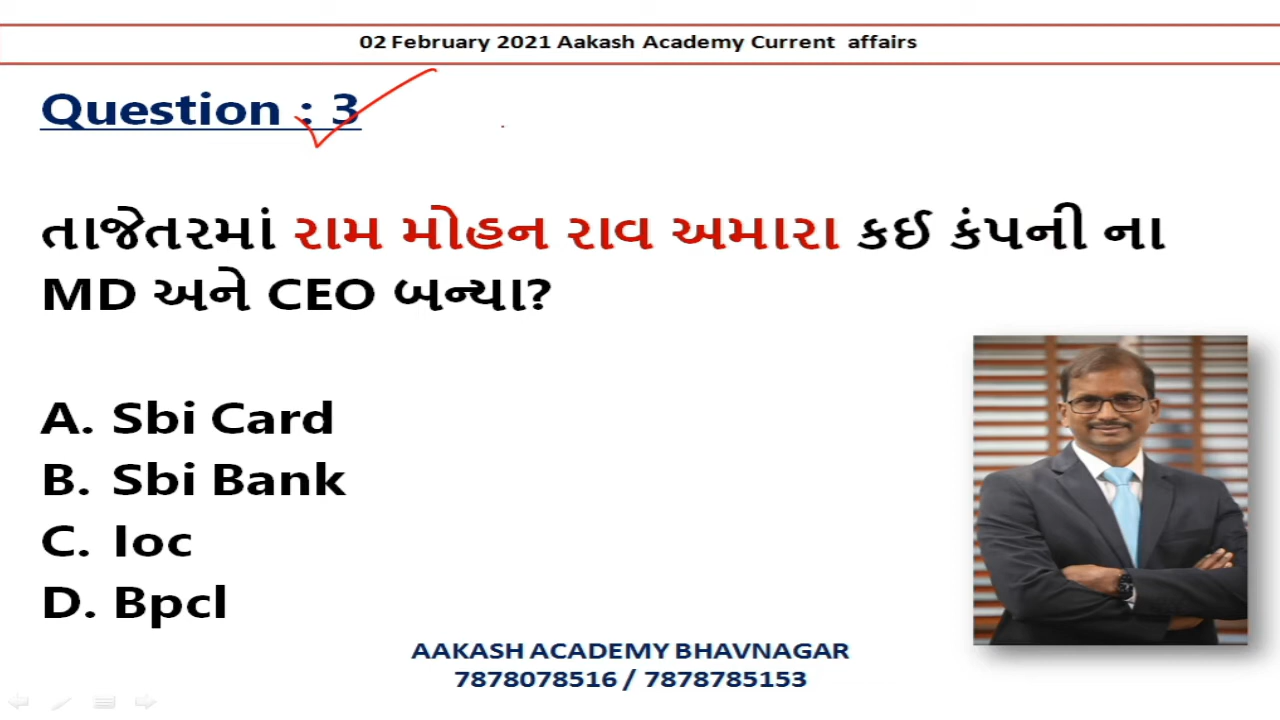 02 February 2021 Aakash Academy Current affairs
Question : 3
તાજેતરમાં રામ મોહન રાવ અમારા કઈ કંપની ના
MD અને CEO બન્યા?
A. Sbi Card
B. Sbi Bank
C. Ioc
D. Bpcl
AAKASH ACADEMY BHAVNAGAR
7878078516 / 7878785153